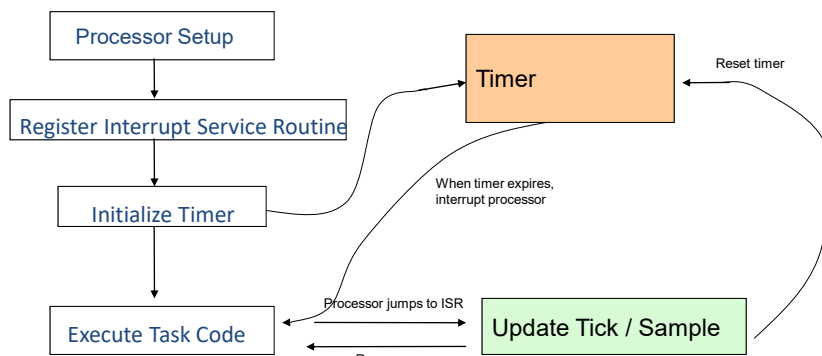 Processor Setup
Timer
Reset timer
Register Interrupt Service Routine
When timer expires,
interrupt processor
Initialize Timer
Processor jumps to ISR
Execute Task Code
Update Tick / Sample